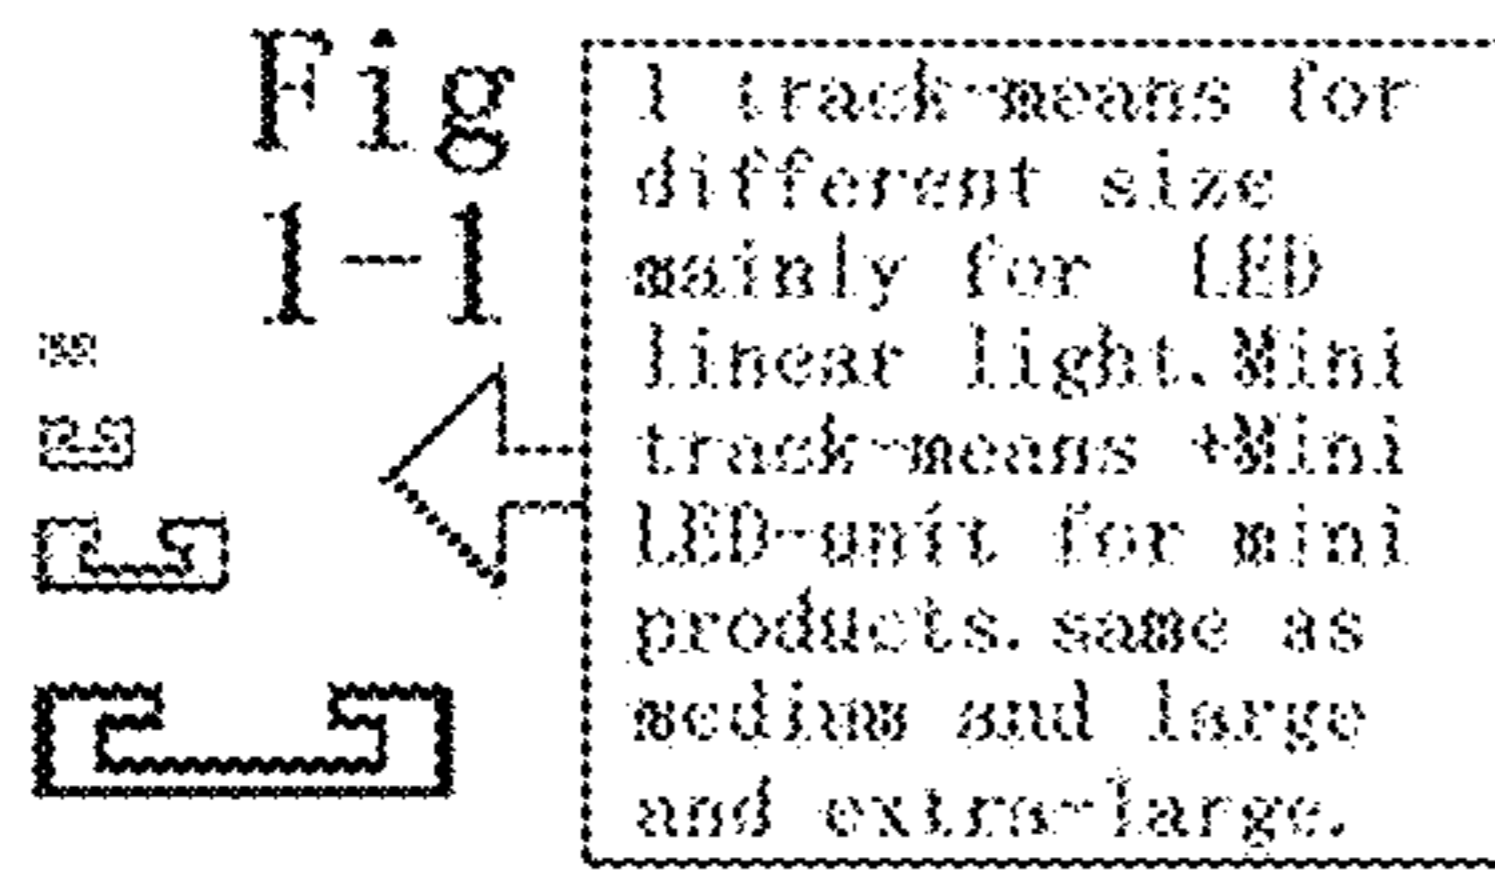 Fig
1-1
1 track-means for
different size
mainly for LED
linear light.Mini
track-means +Mini
LED-unit for mini
products.same as
medium and large
and extra-large.